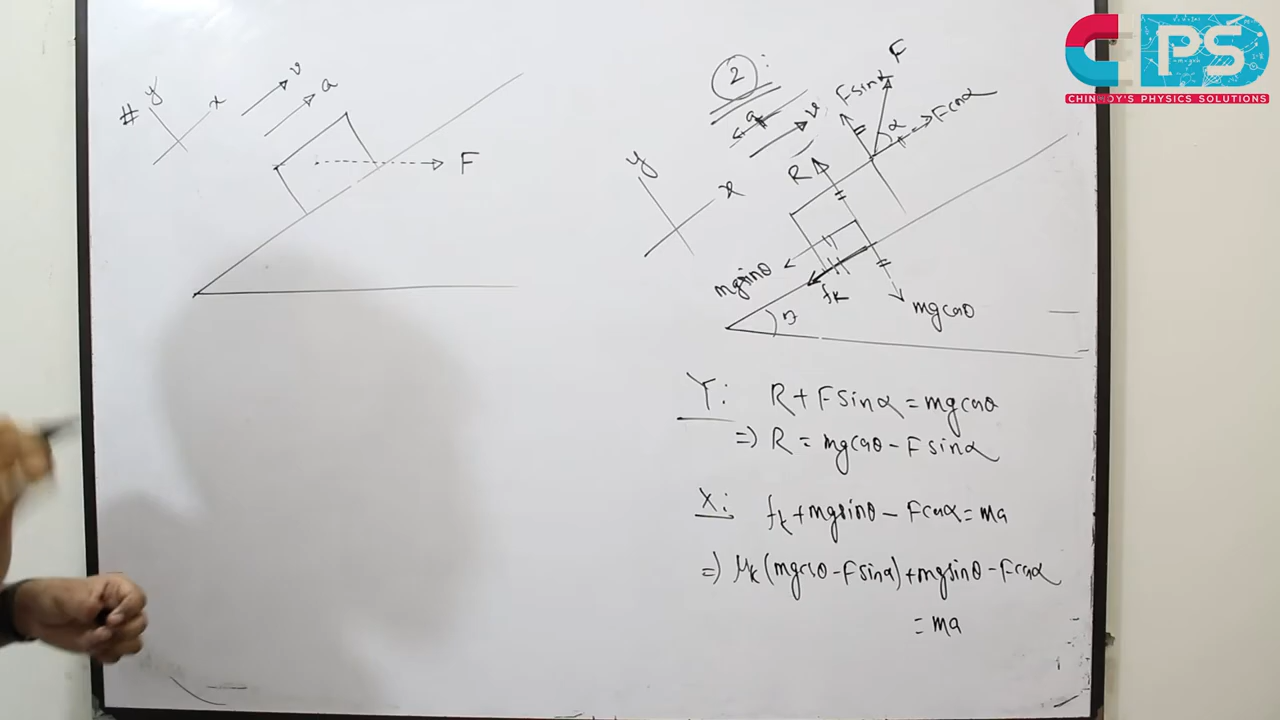 #
y
x
v
a
F
2 :
a
v
y
x
F sinα
F
α
F cosα
R
mg sinθ
fK
mg cosθ
θ
Y: R + F sinα = mg cosθ
=) R = mg cosθ - F sinα
X: fK + mg sinθ - F cosα = ma
=) μK (mg cosθ - F sinα) + mg sinθ - F cosα
= ma
CPS
CHINMOY'S PHYSICS SOLUTIONS